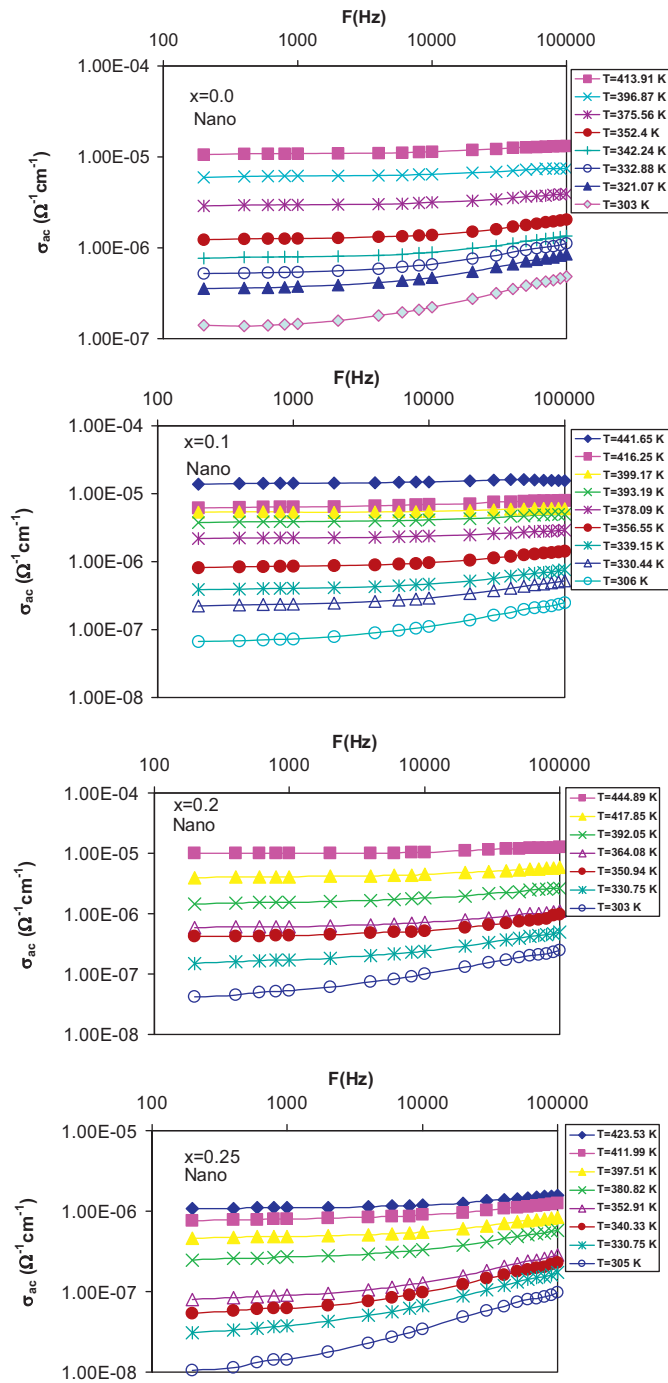 F(Hz)
100 1000 10000 100000
1.00E-04
1.00E-05
1.00E-06
1.00E-07
σac (Ω-1cm-1)
x=0.0
Nano
T=413.91 K
T=396.87 K
T=375.56 K
T=352.4 K
T=342.24 K
T=332.88 K
T=321.07 K
T=303 K
F(Hz)
100 1000 10000 100000
1.00E-04
1.00E-05
1.00E-06
1.00E-07
1.00E-08
σac (Ω-1cm-1)
x=0.1
Nano
T=441.65 K
T=416.25 K
T=399.17 K
T=393.19 K
T=378.09 K
T=356.55 K
T=339.15 K
T=330.44 K
T=306 K
F(Hz)
100 1000 10000 100000
1.00E-04
1.00E-05
1.00E-06
1.00E-07
1.00E-08
σac (Ω-1cm-1)
x=0.2
Nano
T=444.89 K
T=417.85 K
T=392.05 K
T=364.08 K
T=350.94 K
T=330.75 K
T=303 K
F(Hz)
100 1000 10000 100000
1.00E-05
1.00E-06
1.00E-07
1.00E-08
σac (Ω-1cm-1)
x=0.25
Nano
T=423.53 K
T=411.99 K
T=397.51 K
T=380.82 K
T=352.91 K
T=340.33 K
T=330.75 K
T=305 K